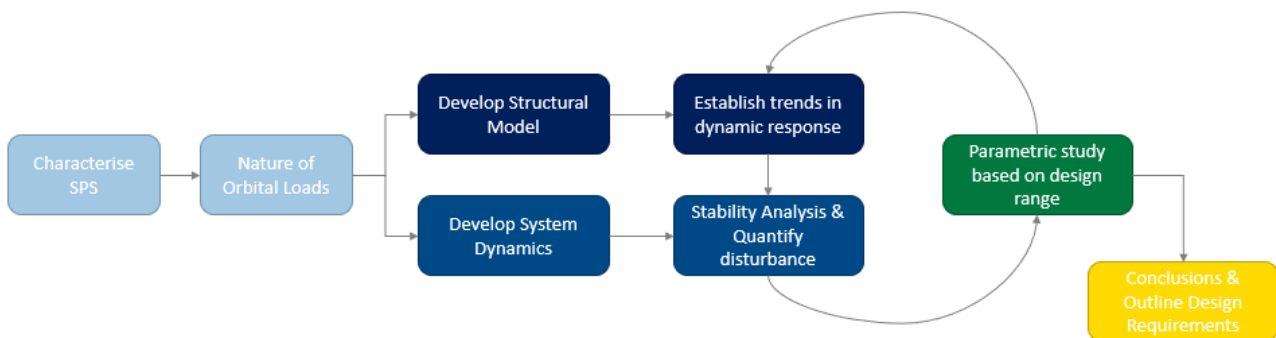 Characterise
SPS
Nature of
Orbital Loads
Develop Structural
Model
Develop System
Dynamics
Establish trends in
dynamic response
Stability Analysis &
Quantify
disturbance
Parametric study
based on design
range
Conclusions &
Outline Design
Requirements